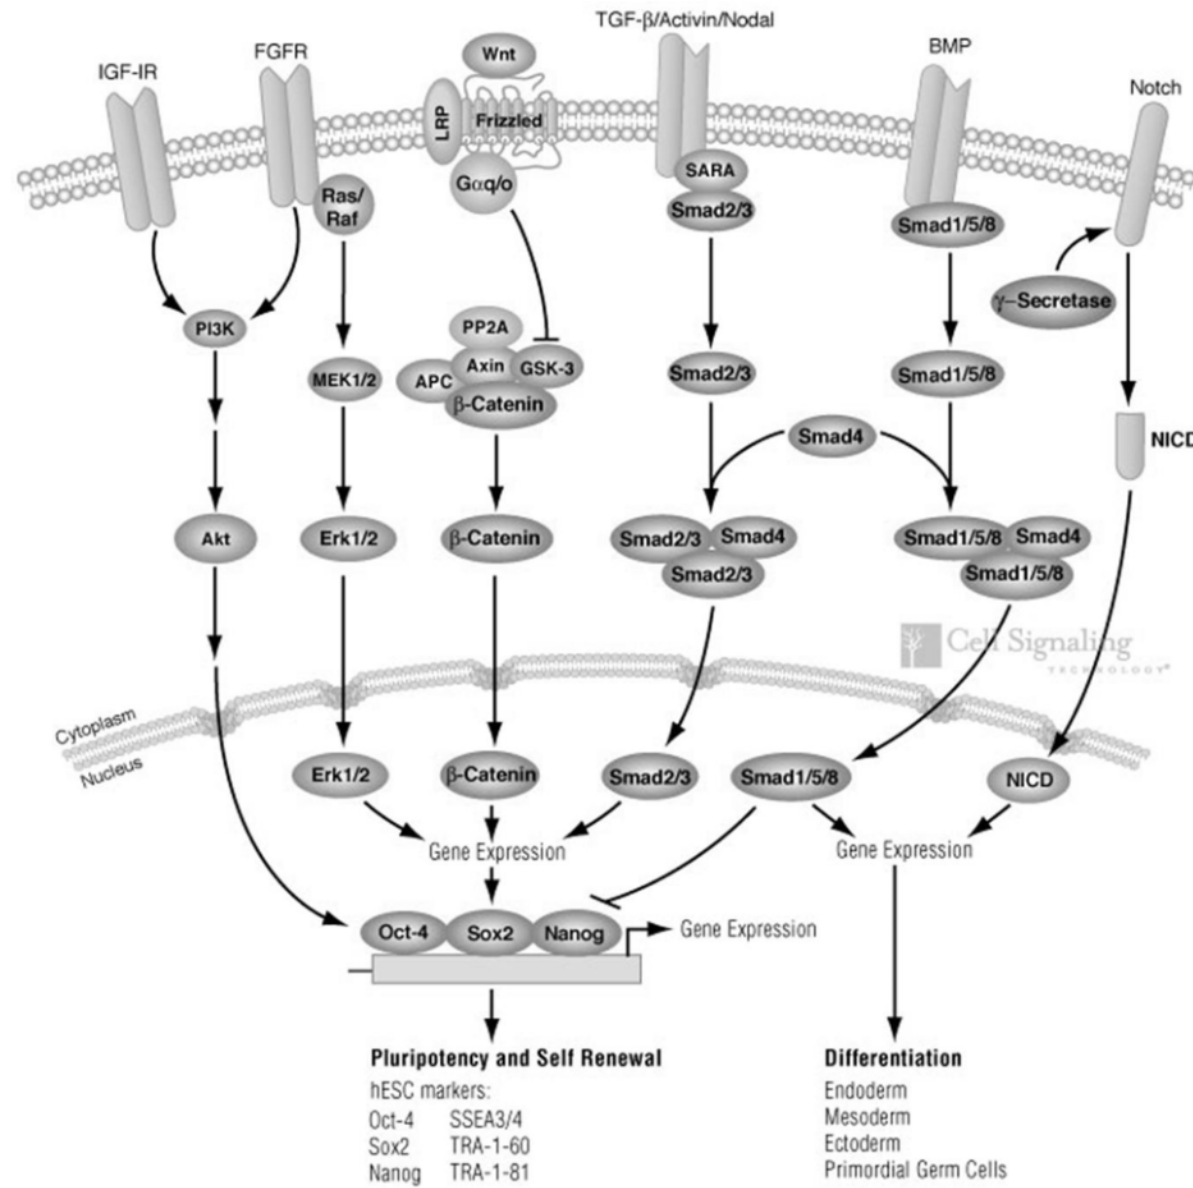 TGF-β/Activin/Nodal
BMP
Notch
IGF-IR
FGFR
Wnt
LRP
Frizzled
Gαq/o
Ras/
Raf
SARA
Smad2/3
Smad1/5/8
γ–Secretase
PI3K
MEK1/2
PP2A
APC
Axin
GSK-3
β-Catenin
Smad2/3
Smad1/5/8
Smad4
NICD
Akt
Erk1/2
β-Catenin
Smad2/3
Smad4
Smad2/3
Smad1/5/8
Smad4
Smad1/5/8
Cell Signaling
TECHNOLOGY®
Cytoplasm
Nucleus
Erk1/2
β-Catenin
Smad2/3
Smad1/5/8
NICD
Gene Expression
Gene Expression
Oct-4
Sox2
Nanog
Gene Expression
Pluripotency and Self Renewal
hESC markers:
Oct-4 SSEA3/4
Sox2 TRA-1-60
Nanog TRA-1-81
Differentiation
Endoderm
Mesoderm
Ectoderm
Primordial Germ Cells